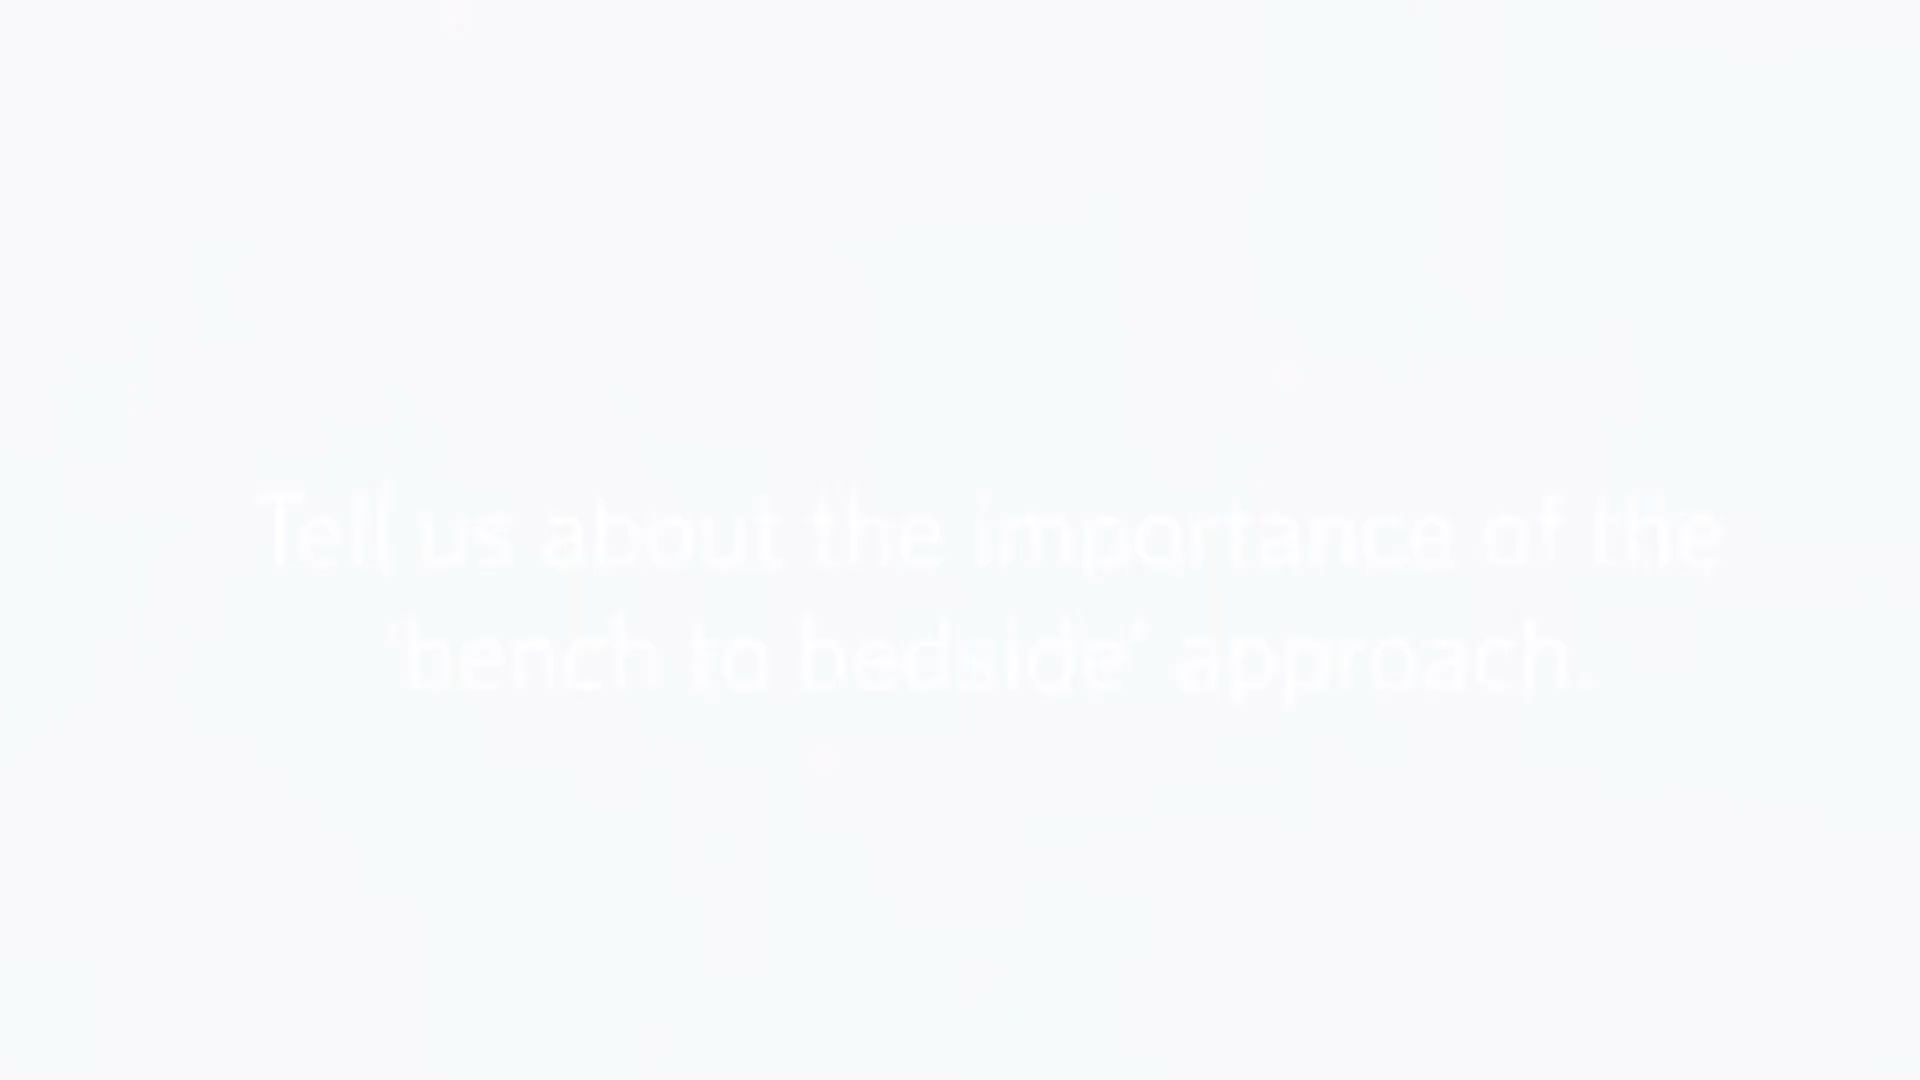 Tell us about the importance of the
'bench to bedside' approach.